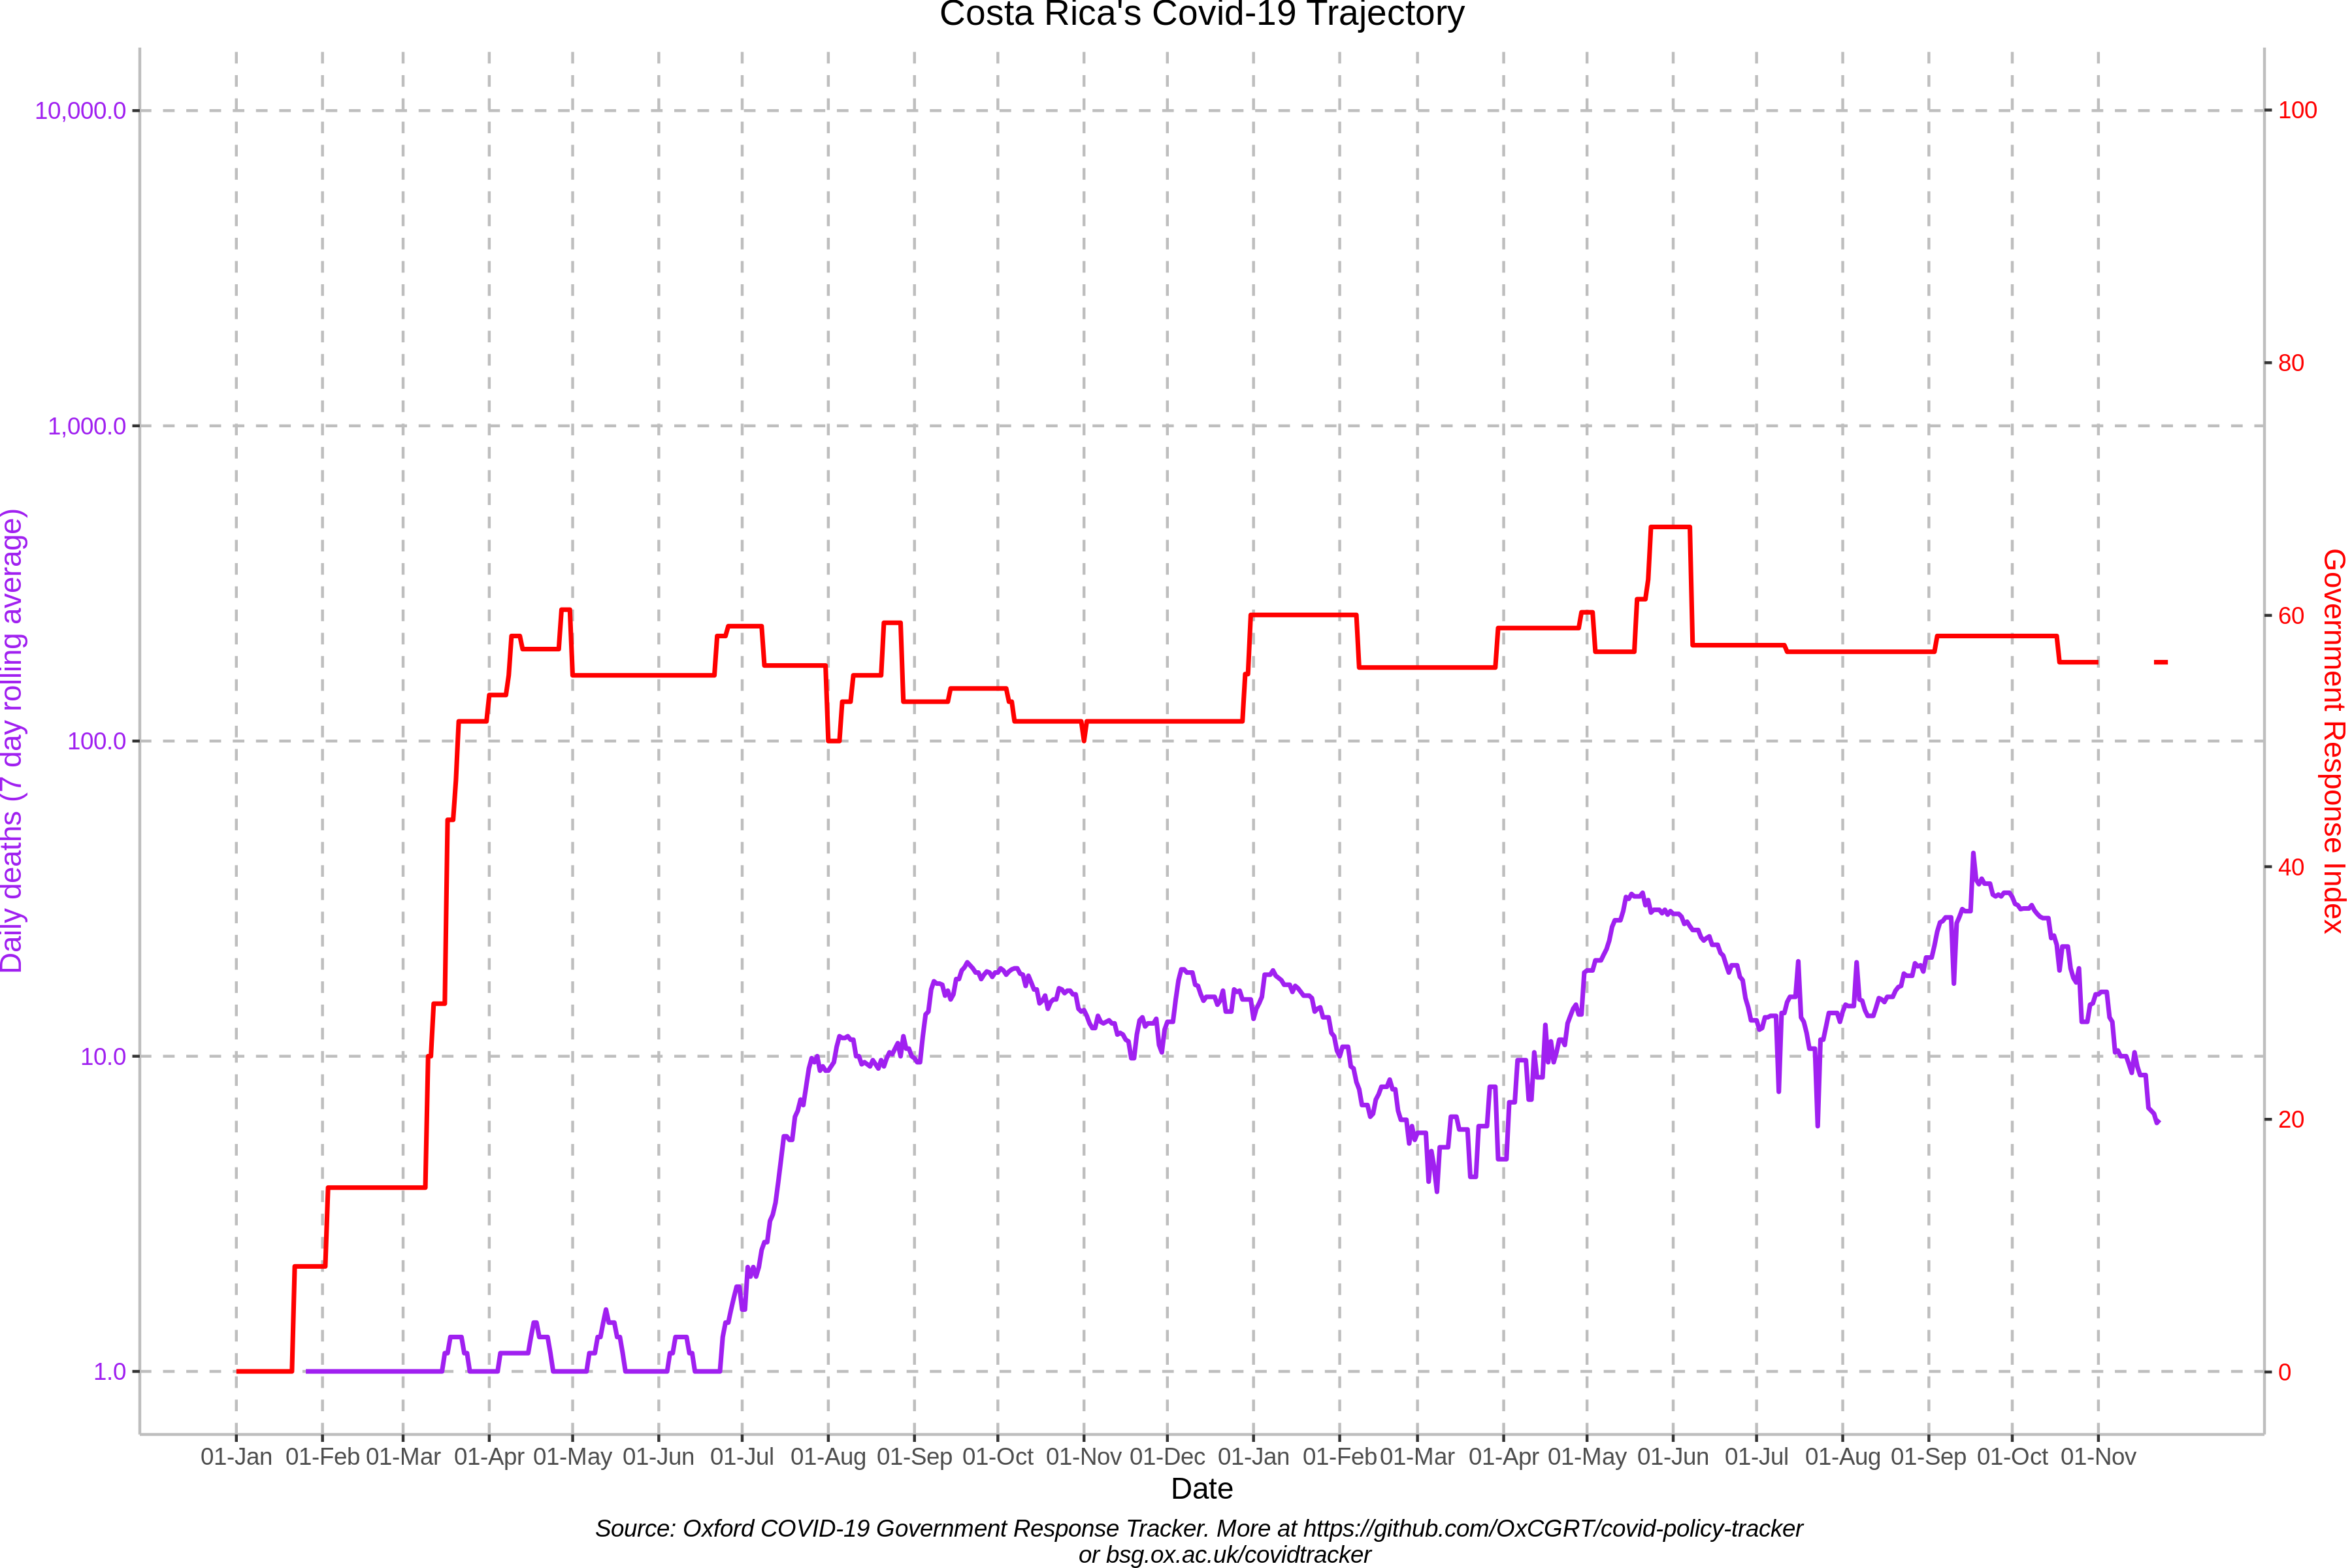 Costa Rica's Covid-19 Trajectory
10,000.0
1,000.0
100.0
10.0
1.0
Daily deaths (7 day rolling average)
100
80
60
40
20
0
Government Response Index
01-Jan 01-Feb 01-Mar 01-Apr 01-May 01-Jun 01-Jul 01-Aug 01-Sep 01-Oct 01-Nov 01-Dec 01-Jan 01-Feb 01-Mar 01-Apr 01-May 01-Jun 01-Jul 01-Aug 01-Sep 01-Oct 01-Nov
Date
Source: Oxford COVID-19 Government Response Tracker. More at https://github.com/OxCGRT/covid-policy-tracker
or bsg.ox.ac.uk/covidtracker